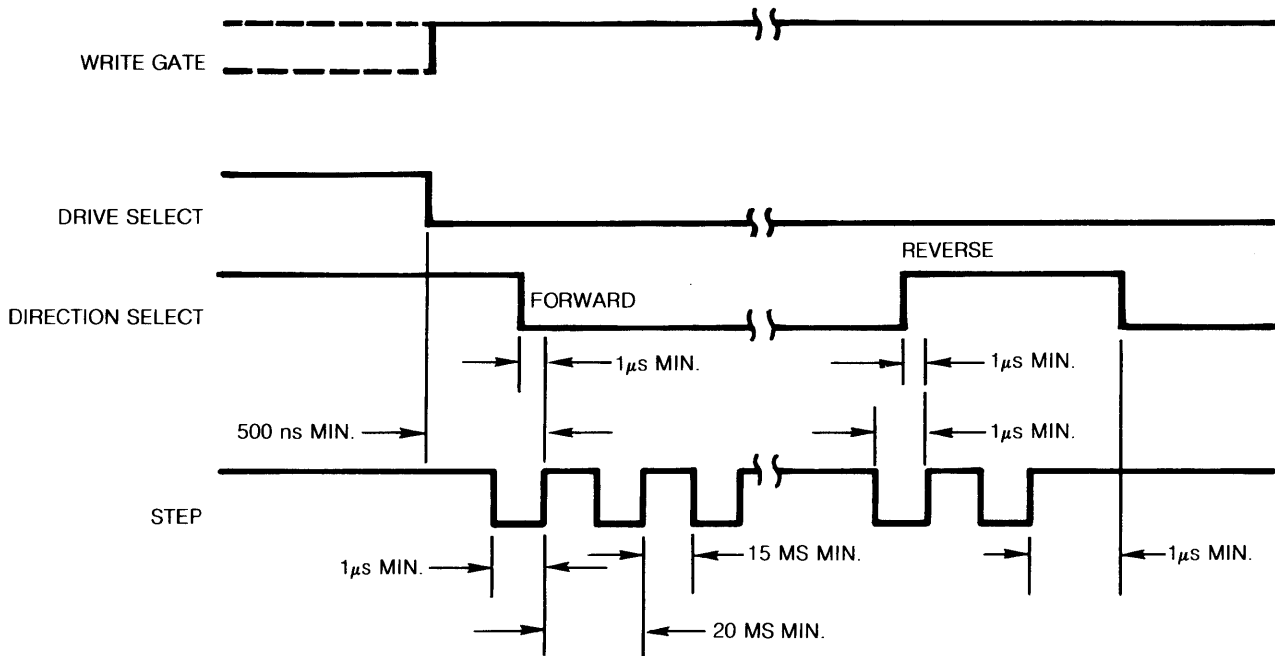 WRITE GATE
DRIVE SELECT
REVERSE
FORWARD
DIRECTION SELECT
1μs MIN.
1μs MIN.
500 ns MIN.
1μs MIN.
STEP
15 MS MIN.
1μs MIN.
1μs MIN.
20 MS MIN.